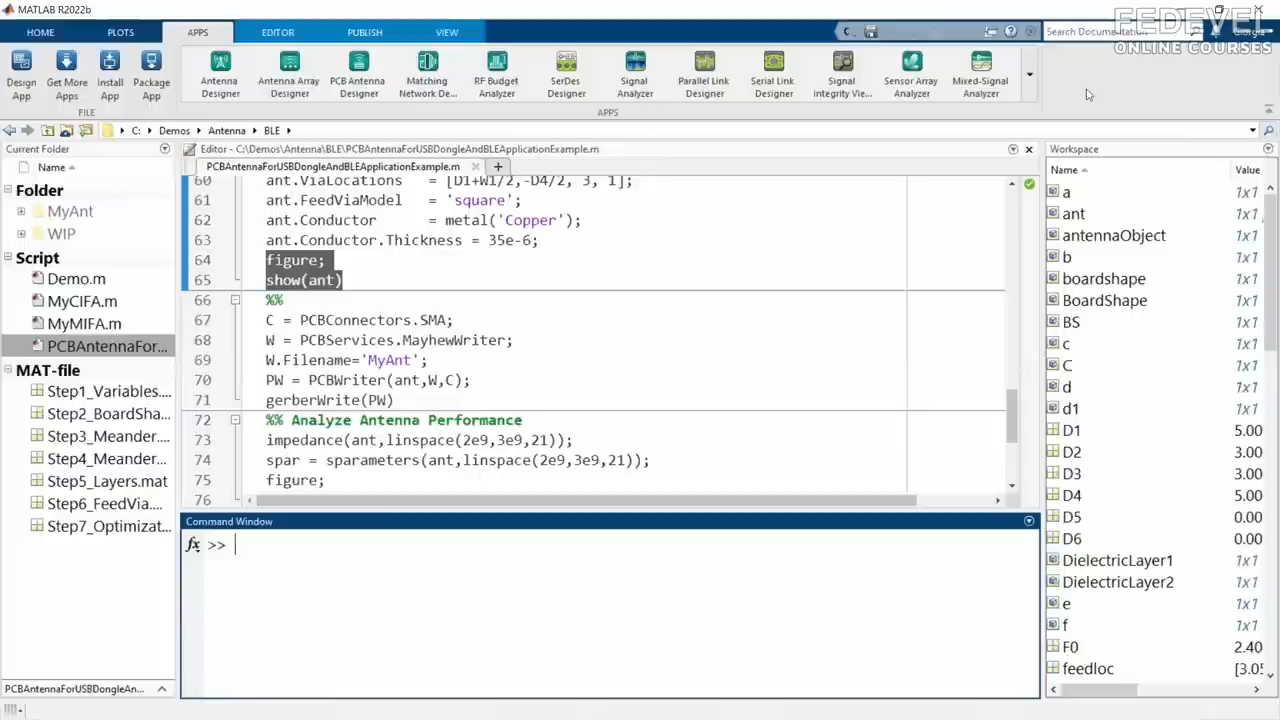 MATLAB R2022b
FEDEVEL
ONLINE COURSES
HOME
PLOTS
APPS
EDITOR
PUBLISH
VIEW
Search Documentation
Design App
Get More Apps
Install App
Package App
Antenna Designer
Antenna Array Designer
PCB Antenna Designer
Matching Network De...
RF Budget Analyzer
SerDes Designer
Signal Analyzer
Parallel Link Designer
Serial Link Designer
Signal Integrity Vie...
Sensor Array Analyzer
Mixed-Signal Analyzer
FILE
APPS
C: Demos Antenna BLE
Current Folder
Name
Folder
MyAnt
WIP
Script
Demo.m
MyCIFA.m
MyMIFA.m
PCBAntennaFor...
MAT-file
Step1_Variables....
Step2_BoardSha...
Step3_Meander....
Step4_Meander...
Step5_Layers.mat
Step6_FeedVia....
Step7_Optimizat...
PCBAntennaForUSBDongleAn...
Editor - C:\Demos\Antenna\BLE\PCBAntennaForUSBDongleAndBLEApplicationExample.m
PCBAntennaForUSBDongleAndBLEApplicationExample.m
60 ant.ViaLocations = [D1+W1/2,-D4/2, 3, 1];
61 ant.FeedViaModel = 'square';
62 ant.Conductor = metal('Copper');
63 ant.Conductor.Thickness = 35e-6;
64 figure;
65 show(ant)
66 %%
67 C = PCBConnectors.SMA;
68 W = PCBServices.MayhewWriter;
69 W.Filename='MyAnt';
70 PW = PCBWriter(ant,W,C);
71 gerberWrite(PW)
72 %% Analyze Antenna Performance
73 impedance(ant,linspace(2e9,3e9,21));
74 spar = sparameters(ant,linspace(2e9,3e9,21));
75 figure;
76
Command Window
fx >>
Workspace
Name Value
a 1x1
ant 1x1
antennaObject 1x1
b 1x1
boardshape 1x1
BoardShape 1x1
BS 1x1
c 1x1
C 1x1
d 1x1
d1 1x1
D1 5.00
D2 3.00
D3 3.00
D4 5.00
D5 0.00
D6 0.00
DielectricLayer1 1x1
DielectricLayer2 1x1
e 1x1
f 1x1
F0 2.40
feedloc [3.05